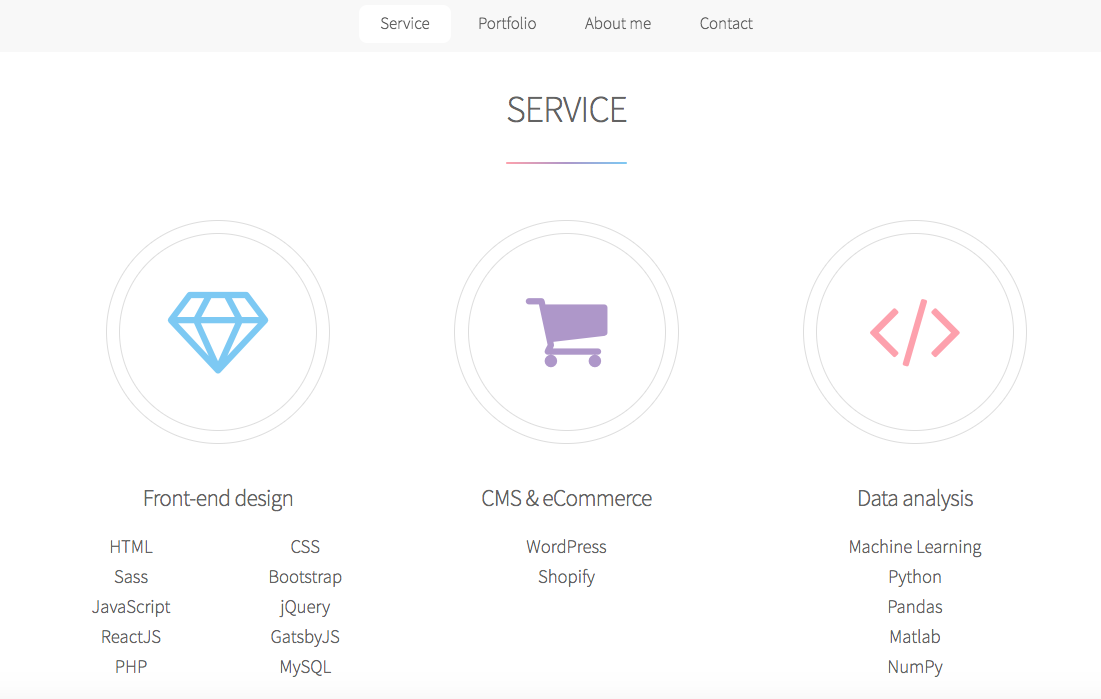 Service Portfolio About me Contact
SERVICE
Front-end design
HTML CSS
Sass Bootstrap
JavaScript jQuery
ReactJS GatsbyJS
PHP MySQL
CMS & eCommerce
WordPress
Shopify
Data analysis
Machine Learning
Python
Pandas
Matlab
NumPy